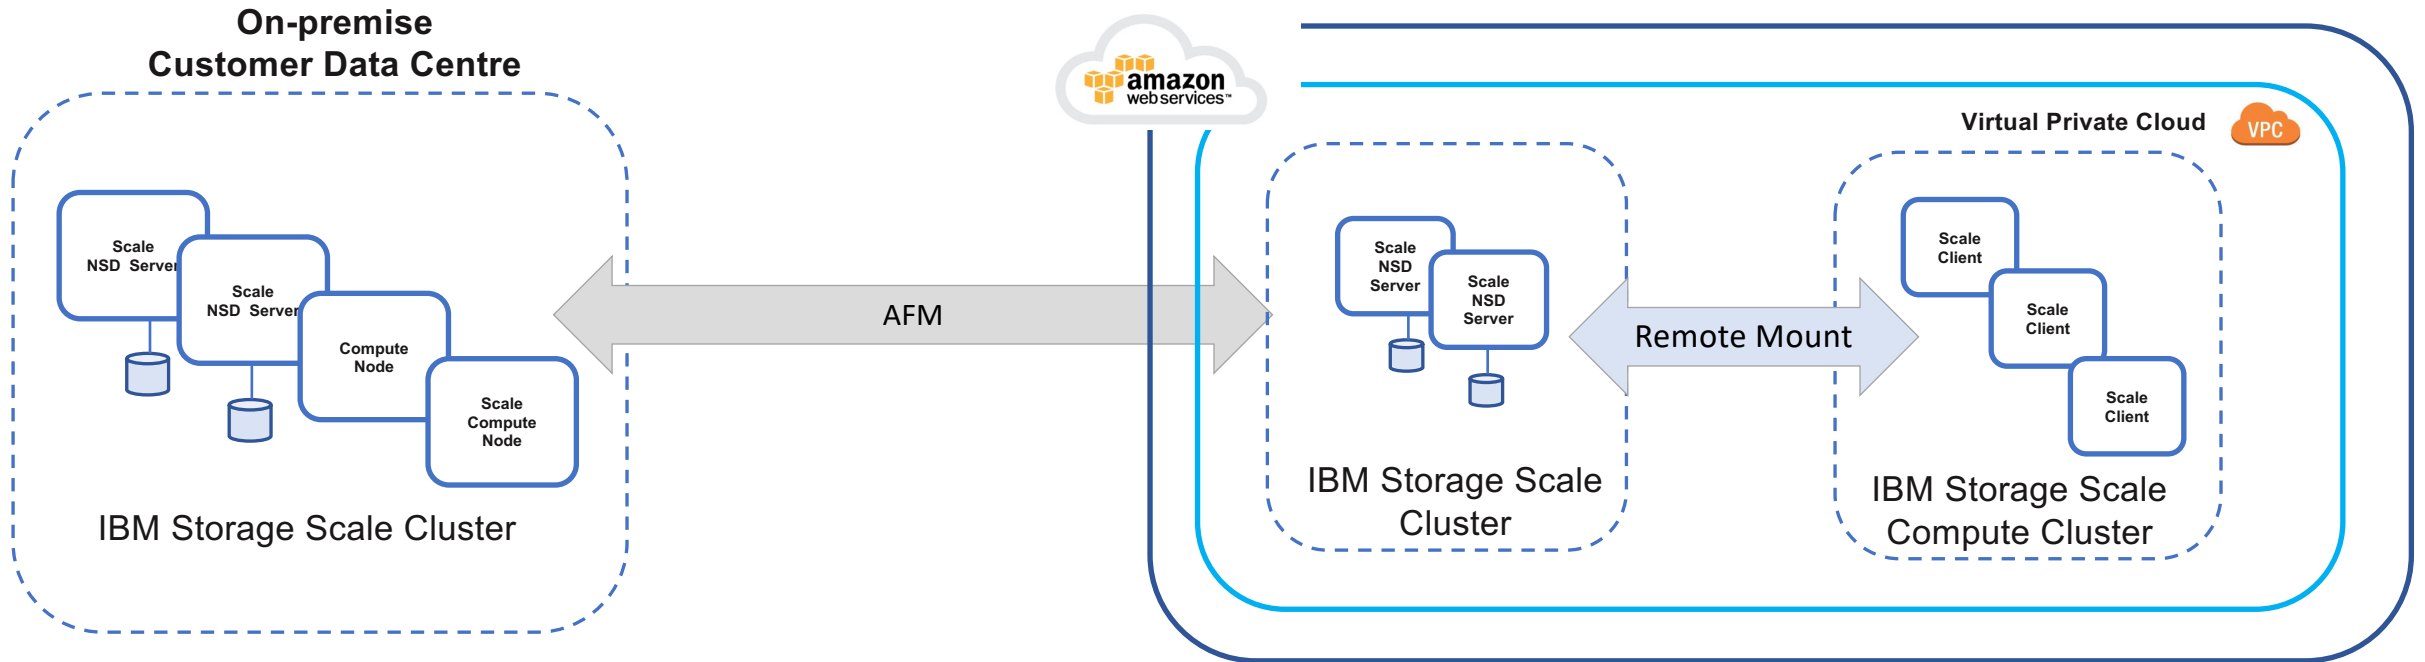 On-premise
Customer Data Centre
Scale
NSD Server
Scale
NSD Server
Compute
Node
Scale
Compute
Node
IBM Storage Scale Cluster
AFM
amazon
webservices™
Virtual Private Cloud
VPC
Scale
NSD
Server
Scale
NSD
Server
IBM Storage Scale
Cluster
Remote Mount
Scale
Client
Scale
Client
Scale
Client
IBM Storage Scale
Compute Cluster